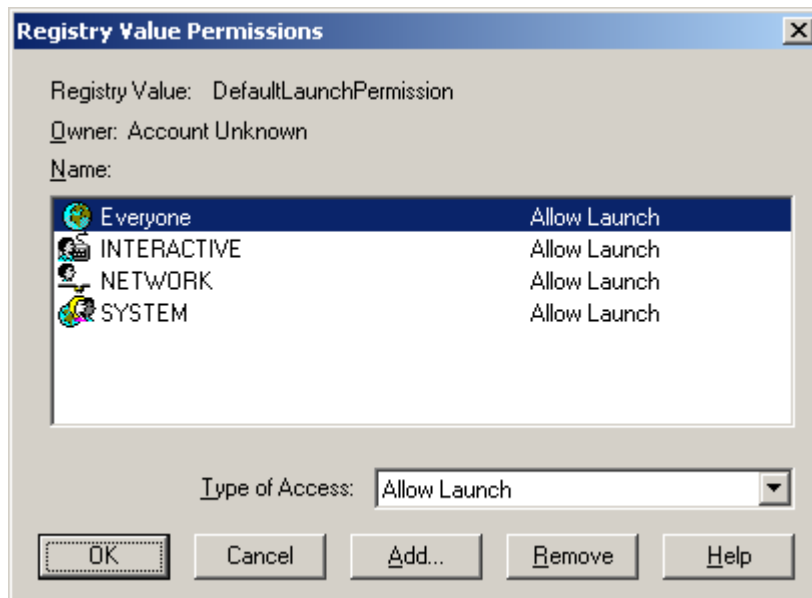 Registry Value Permissions
Registry Value: DefaultLaunchPermission
Owner: Account Unknown
Name:
Everyone Allow Launch
INTERACTIVE Allow Launch
NETWORK Allow Launch
SYSTEM Allow Launch
Type of Access: Allow Launch
OK Cancel Add... Remove Help